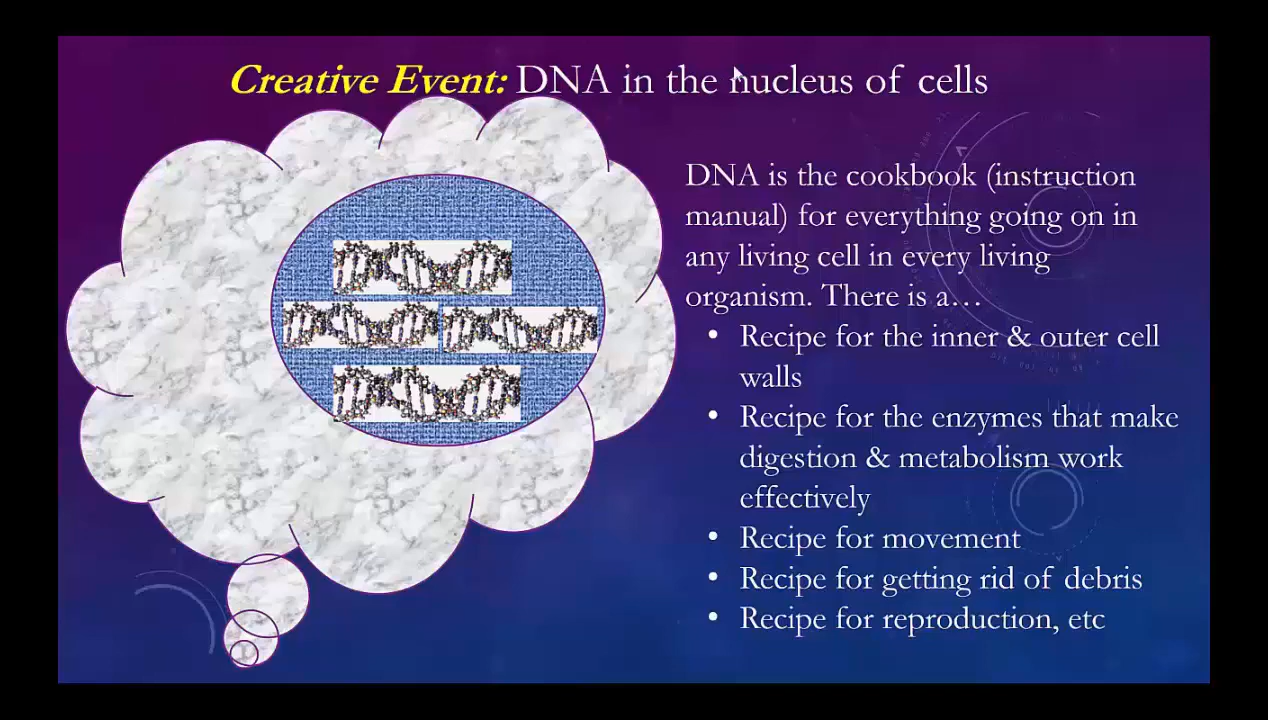 Creative Event: DNA in the nucleus of cells
DNA is the cookbook (instruction
manual) for everything going on in
any living cell in every living
organism. There is a…
• Recipe for the inner & outer cell
walls
• Recipe for the enzymes that make
digestion & metabolism work
effectively
• Recipe for movement
• Recipe for getting rid of debris
• Recipe for reproduction, etc